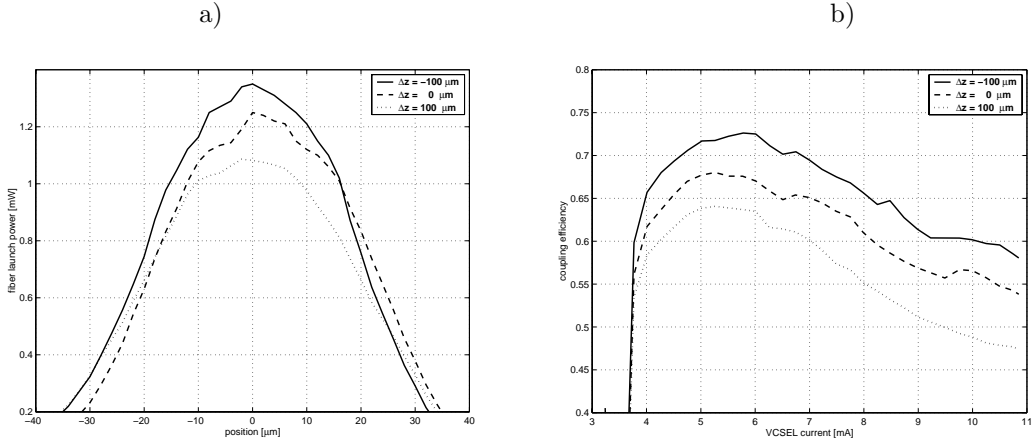 a)
Δz = −100 μm
Δz = 0 μm
Δz = 100 μm
1.2
1
0.8
0.6
0.4
0.2
fiber launch power [mW]
−40 −30 −20 −10 0 10 20 30 40
position [μm]
b)
Δz = −100 μm
Δz = 0 μm
Δz = 100 μm
0.8
0.75
0.7
0.65
0.6
0.55
0.5
0.45
0.4
coupling efficiency
3 4 5 6 7 8 9 10 11
VCSEL current [mA]